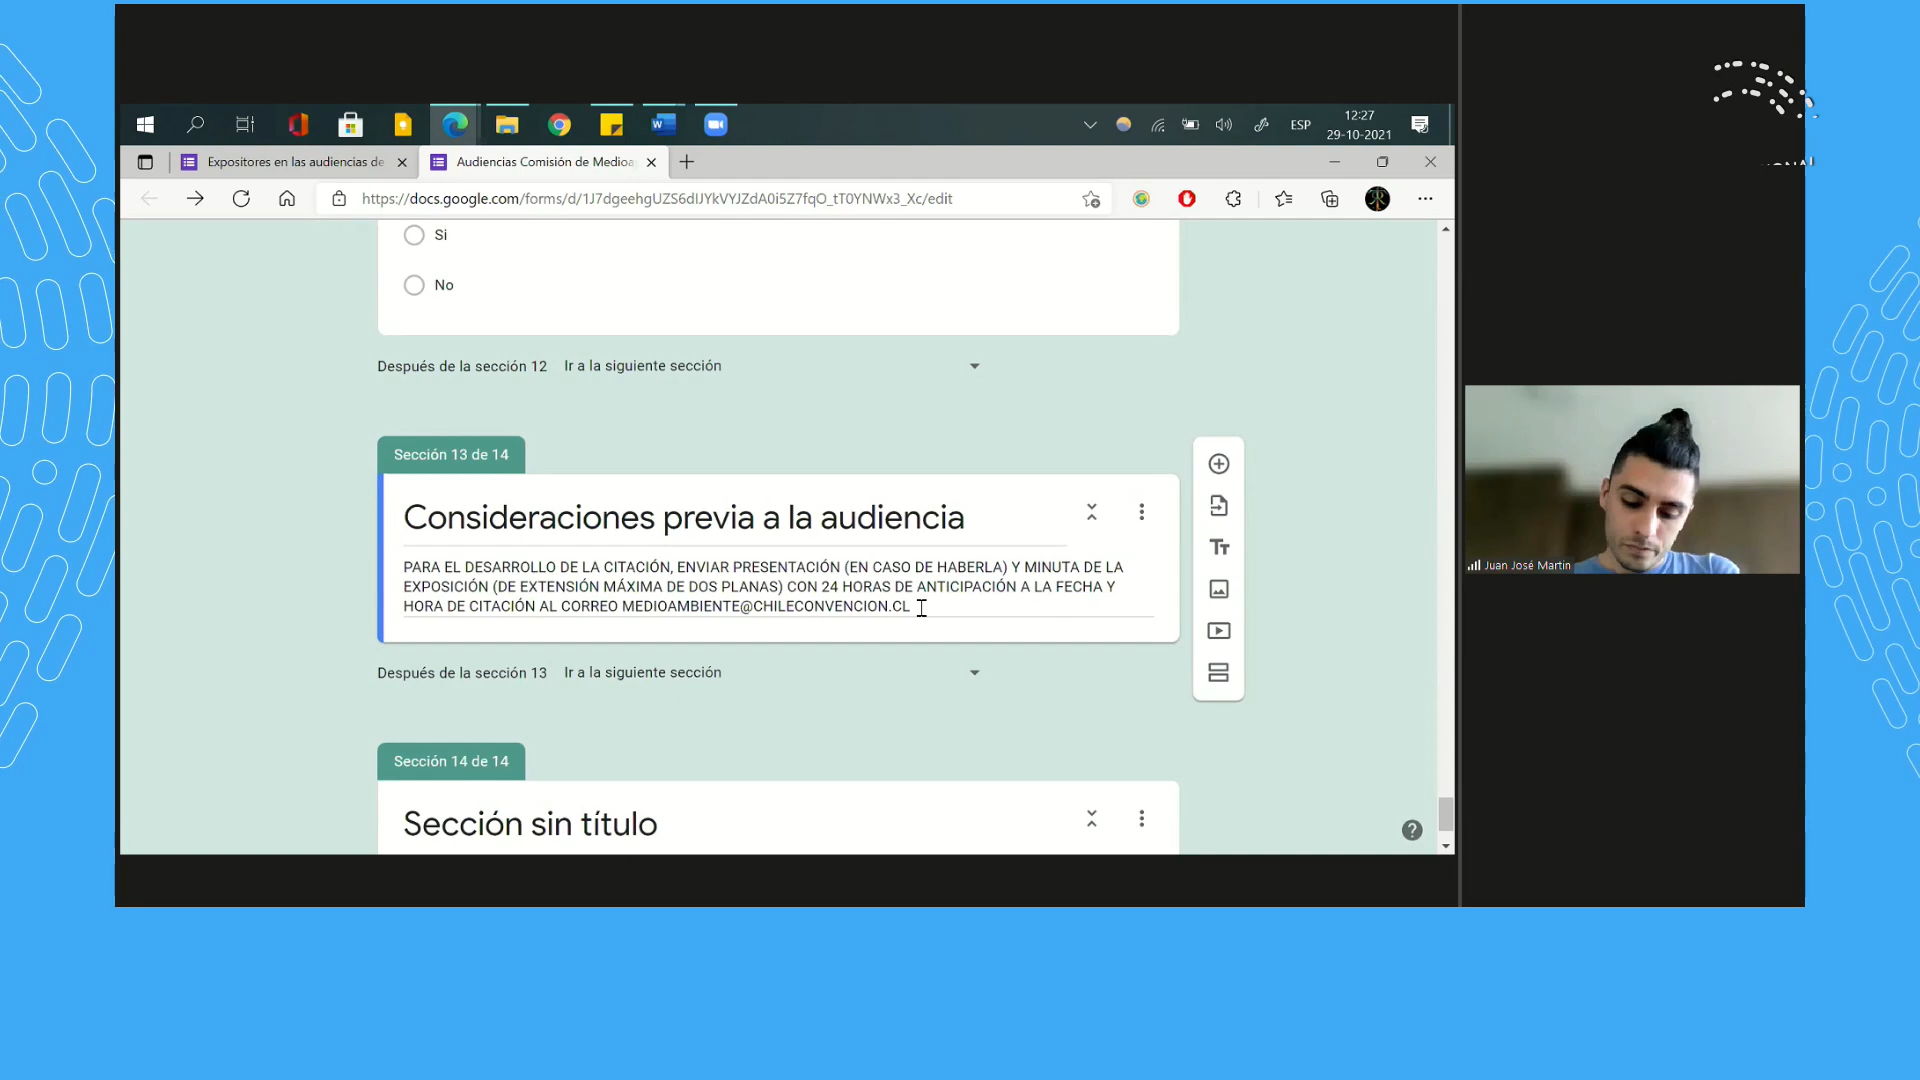 12:27
ESP
29-10-2021
Expositores en las audiencias de
Audiencias Comisión de Medioa
https://docs.google.com/forms/d/1J7dgeehgUZS6dIJYkVYJZdA0i5Z7fqO_tT0YNWx3_Xc/edit
Si
No
Después de la sección 12 Ir a la siguiente sección
Sección 13 de 14
Consideraciones previa a la audiencia
PARA EL DESARROLLO DE LA CITACIÓN, ENVIAR PRESENTACIÓN (EN CASO DE HABERLA) Y MINUTA DE LA
EXPOSICIÓN (DE EXTENSIÓN MÁXIMA DE DOS PLANAS) CON 24 HORAS DE ANTICIPACIÓN A LA FECHA Y
HORA DE CITACIÓN AL CORREO MEDIOAMBIENTE@CHILECONVENCION.CL
Tт
Después de la sección 13 Ir a la siguiente sección
Sección 14 de 14
Sección sin título
Juan José Martin